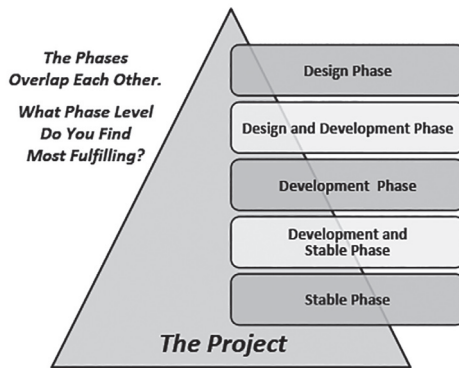 The Phases
Overlap Each Other.
What Phase Level
Do You Find
Most Fulfilling?
Design Phase
Design and Development Phase
Development Phase
Development and
Stable Phase
Stable Phase
The Project